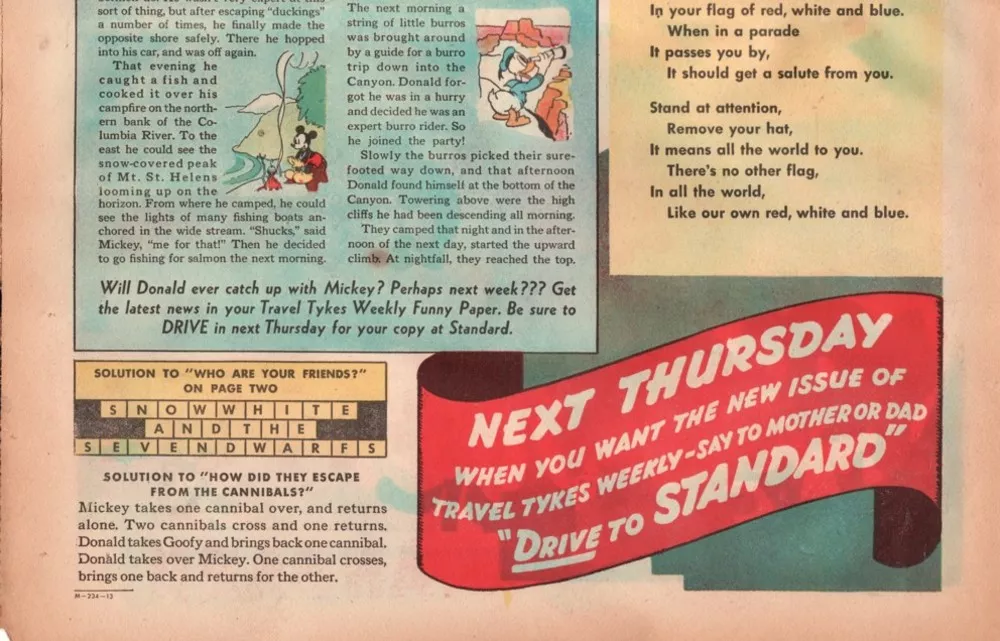 sort of thing, but after escaping “duckings”
a number of times, he finally made the
opposite shore safely. There he hopped
into his car, and was off again.
That evening he
caught a fish and
cooked it over his
campfire on the north-
ern bank of the Co-
lumbia River. To the
east he could see the
snow-covered peak
of Mt. St. Helens
looming up on the
horizon. From where he camped, he could
see the lights of many fishing boats an-
chored in the wide stream. “Shucks,” said
Mickey, “me for that!” Then he decided
to go fishing for salmon the next morning.
The next morning a
string of little burros
was brought around
by a guide for a burro
trip down into the
Canyon. Donald for-
got he was in a hurry
and decided he was an
expert burro rider. So
he joined the party!
Slowly the burros picked their sure-
footed way down, and that afternoon
Donald found himself at the bottom of the
Canyon. Towering above were the high
cliffs he had been descending all morning.
They camped that night and in the after-
noon of the next day, started the upward
climb. At nightfall, they reached the top.
Will Donald ever catch up with Mickey? Perhaps next week??? Get
the latest news in your Travel Tykes Weekly Funny Paper. Be sure to
DRIVE in next Thursday for your copy at Standard.
In your flag of red, white and blue.
When in a parade
It passes you by,
It should get a salute from you.
Stand at attention,
Remove your hat,
It means all the world to you.
There's no other flag,
In all the world,
Like our own red, white and blue.
SOLUTION TO “WHO ARE YOUR FRIENDS?”
ON PAGE TWO
SNOWWHITE
ANDTHE
SEVENDWARFS
SOLUTION TO “HOW DID THEY ESCAPE
FROM THE CANNIBALS?”
Mickey takes one cannibal over, and returns
alone. Two cannibals cross and one returns.
Donald takes Goofy and brings back one cannibal.
Donald takes over Mickey. One cannibal crosses,
brings one back and returns for the other.
M-234-13
NEXT THURSDAY
WHEN YOU WANT THE NEW ISSUE OF
TRAVEL TYKES WEEKLY-SAY TO MOTHER OR DAD
“DRIVE TO STANDARD”